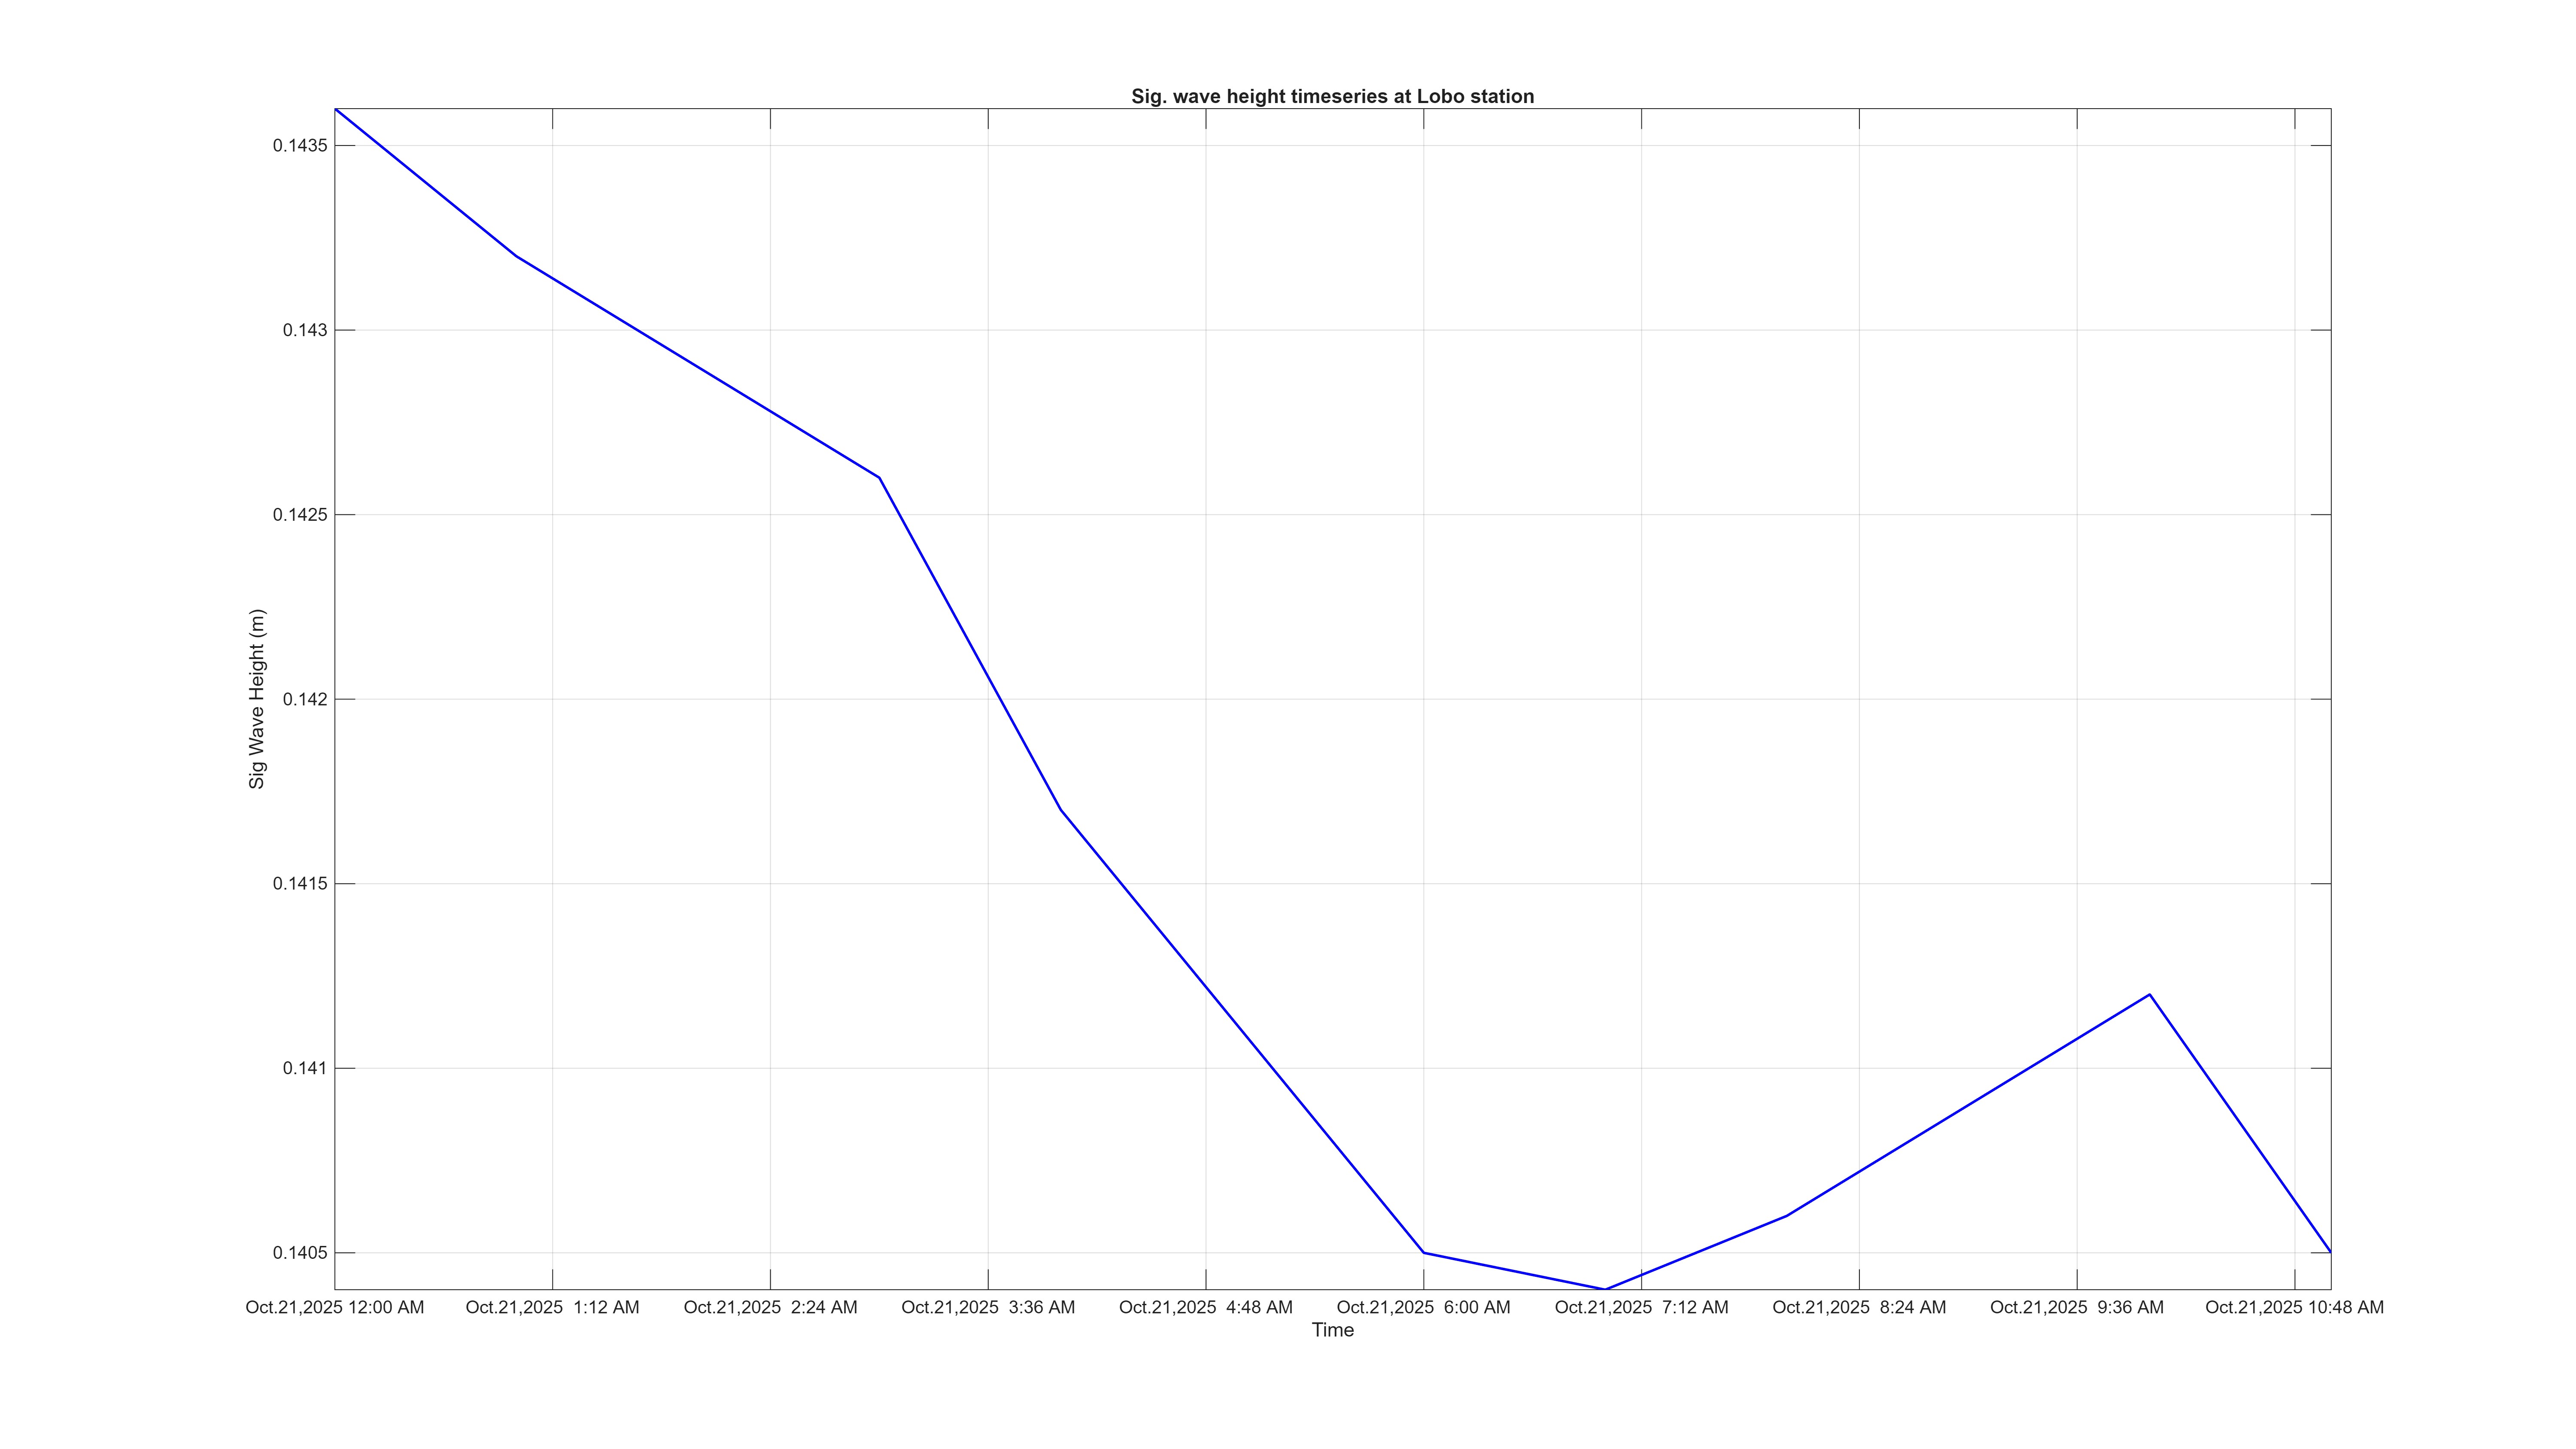 Sig. wave height timeseries at Lobo station
0.1435
0.143
0.1425
0.142
0.1415
0.141
0.1405
Sig Wave Height (m)
Oct.21,2025 12:00 AM Oct.21,2025  1:12 AM Oct.21,2025  2:24 AM Oct.21,2025  3:36 AM Oct.21,2025  4:48 AM Oct.21,2025  6:00 AM Oct.21,2025  7:12 AM Oct.21,2025  8:24 AM Oct.21,2025  9:36 AM Oct.21,2025 10:48 AM
Time